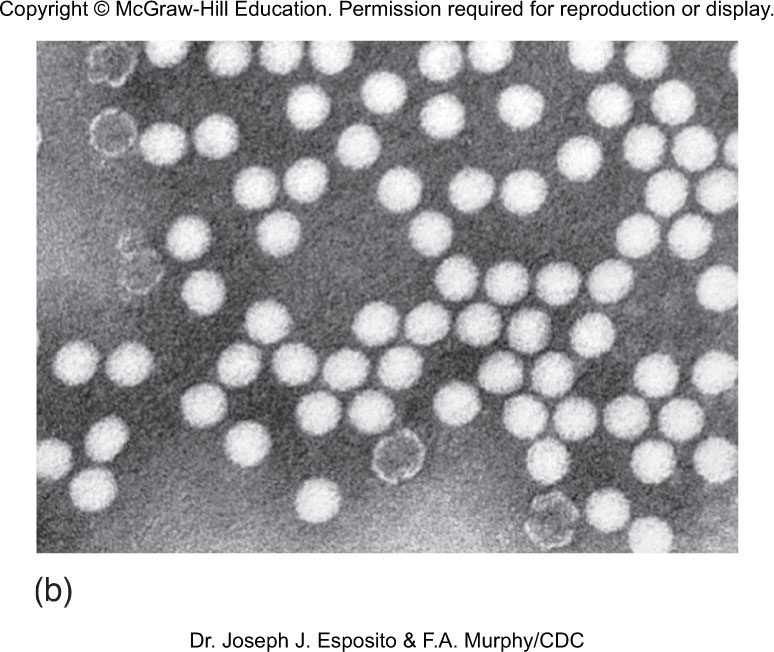 Copyright © McGraw-Hill Education. Permission required for reproduction or display.
(b)
Dr. Joseph J. Esposito & F.A. Murphy/CDC